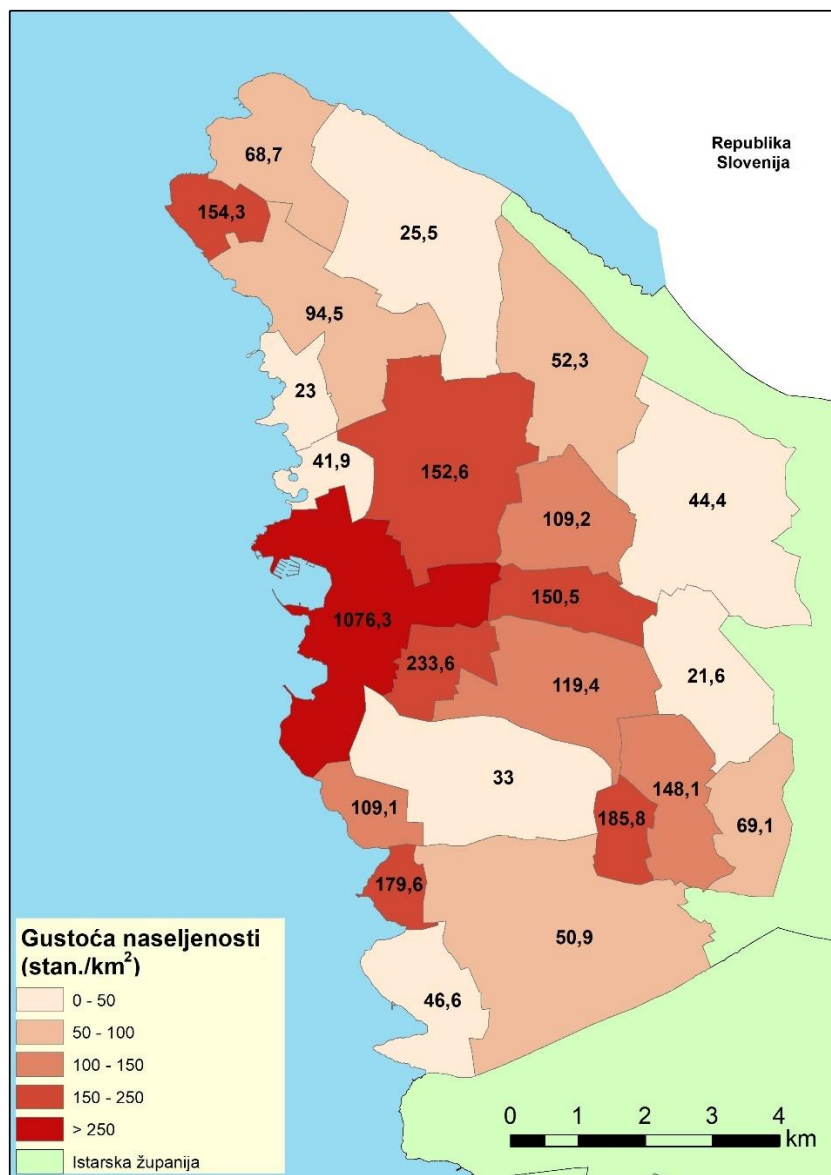 Republika
Slovenija
68,7
154,3
25,5
94,5
52,3
23
41,9
152,6
44,4
109,2
150,5
1076,3
233,6
21,6
119,4
33
148,1
109,1
185,8
69,1
179,6
50,9
46,6
Gustoća naseljenosti
(stan./km²)
0 - 50
50 - 100
100 - 150
150 - 250
> 250
Istarska županija
0 1 2 3 4
km